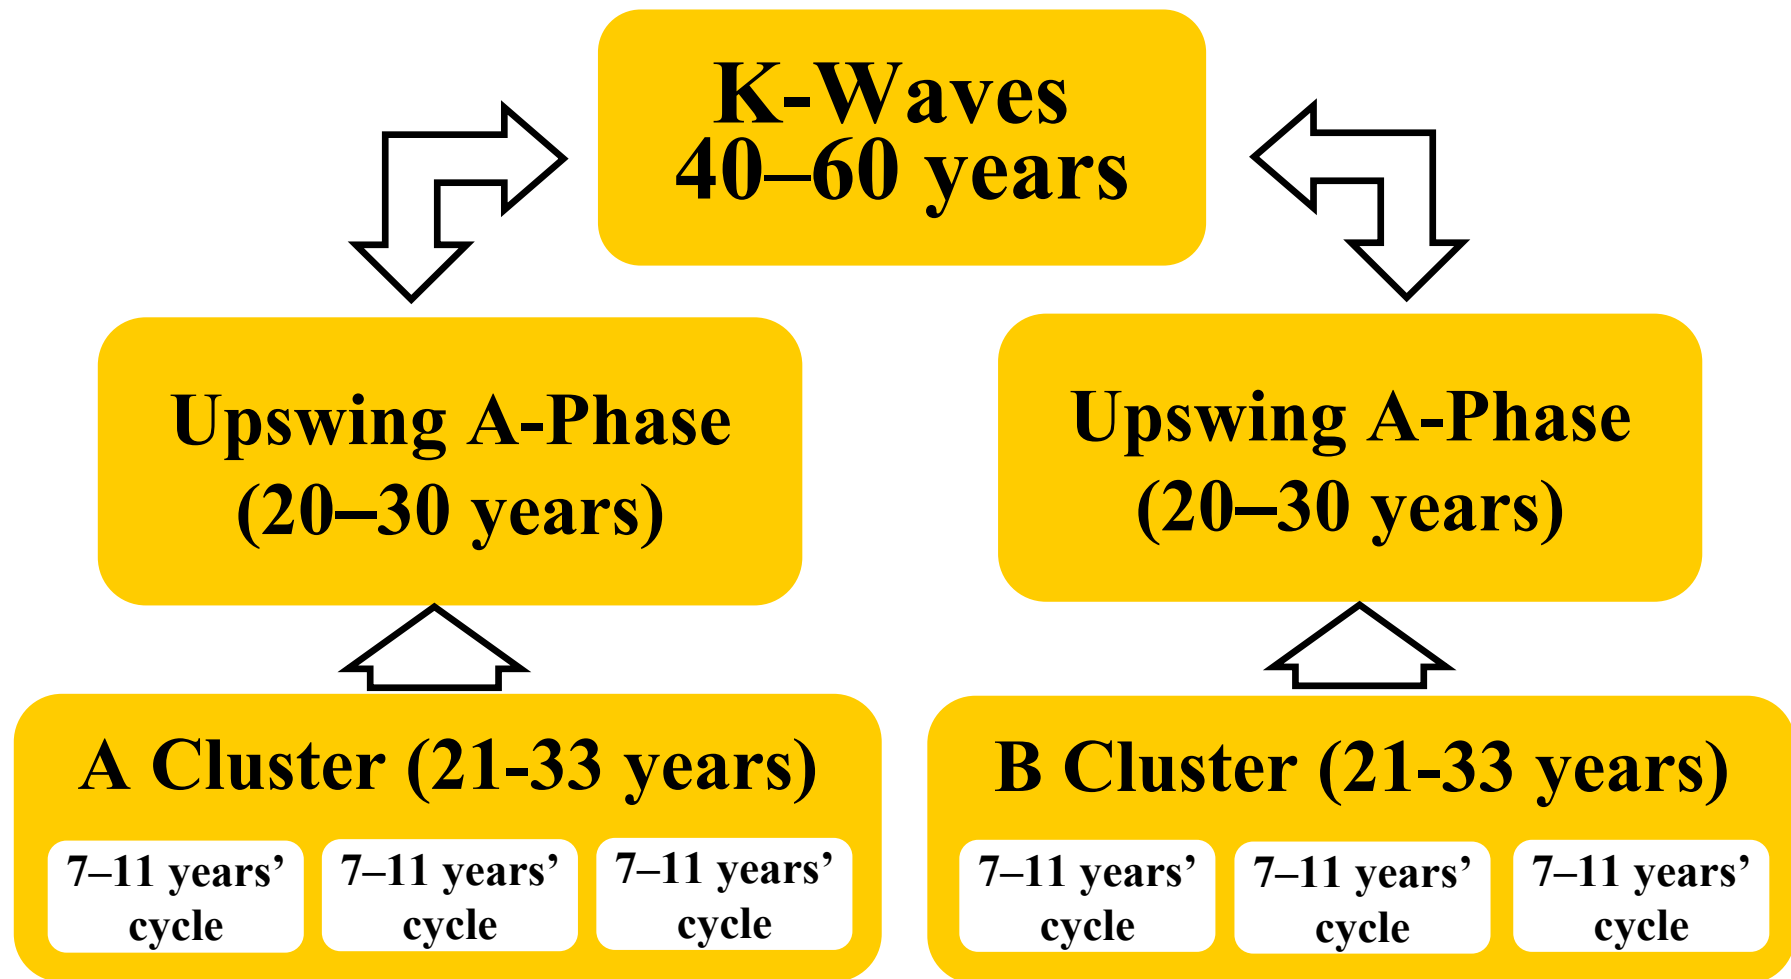 K-Waves
40–60 years
Upswing A-Phase
(20–30 years)
Upswing A-Phase
(20–30 years)
A Cluster (21-33 years)
7–11 years’
cycle
7–11 years’
cycle
7–11 years’
cycle
B Cluster (21-33 years)
7–11 years’
cycle
7–11 years’
cycle
7–11 years’
cycle